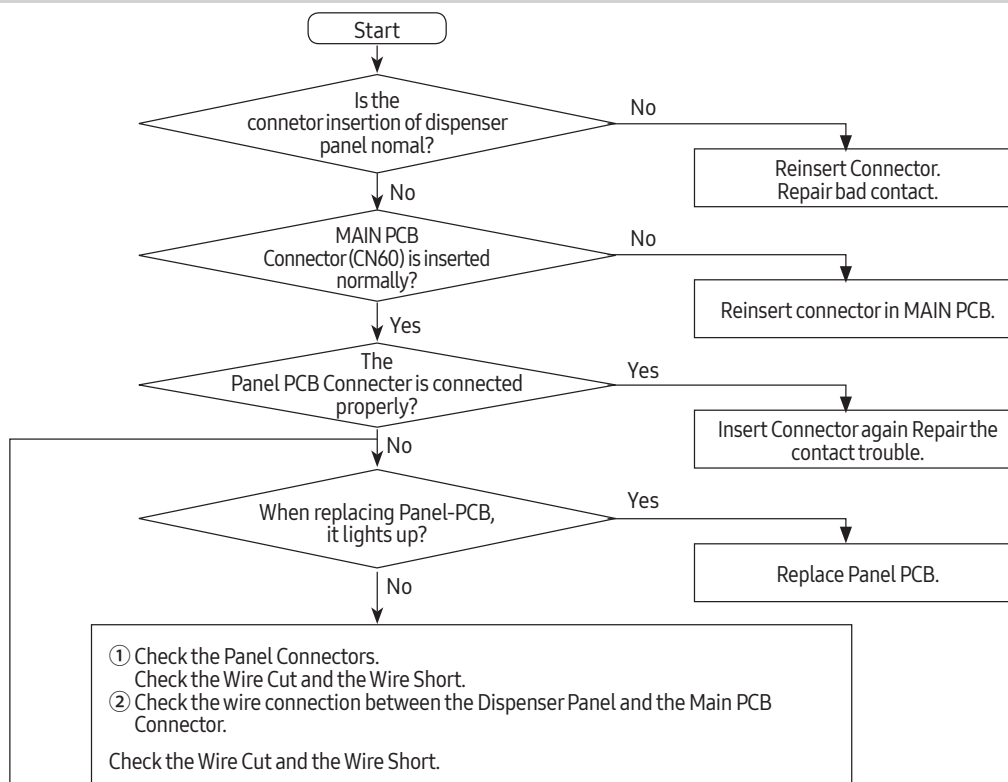 Start
Is the
connetor insertion of dispenser
panel nomal?
No
Reinsert Connector.
Repair bad contact.
No
MAIN PCB
Connector (CN60) is inserted
normally?
No
Reinsert connector in MAIN PCB.
Yes
The
Panel PCB Connecter is connected
properly?
Yes
Insert Connector again Repair the
contact trouble.
No
When replacing Panel-PCB,
it lights up?
Yes
Replace Panel PCB.
No
① Check the Panel Connectors.
Check the Wire Cut and the Wire Short.
② Check the wire connection between the Dispenser Panel and the Main PCB
Connector.
Check the Wire Cut and the Wire Short.